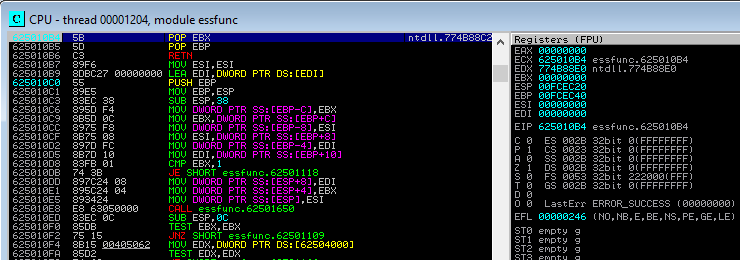 C CPU - thread 00001204, module essfunc
625010B4 5B POP EBX ntdll.774B88C2
625010B5 5D POP EBP
625010B6 C3 RETN
625010B7 89F6 MOV ESI,ESI
625010B9 8DBC27 00000000 LEA EDI,DWORD PTR DS:[EDI]
625010C0 55 PUSH EBP
625010C1 89E5 MOV EBP,ESP
625010C3 83EC 38 SUB ESP,38
625010C6 895D F4 MOV DWORD PTR SS:[EBP-C],EBX
625010C9 8B5D 0C MOV EBX,DWORD PTR SS:[EBP+C]
625010CC 8975 F8 MOV DWORD PTR SS:[EBP-8],ESI
625010CF 8B75 08 MOV ESI,DWORD PTR SS:[EBP+8]
625010D2 897D FC MOV DWORD PTR SS:[EBP-4],EDI
625010D5 8B7D 10 MOV EDI,DWORD PTR SS:[EBP+10]
625010D8 83FB 01 CMP EBX,1
625010DB 74 3B JE SHORT essfunc.62501118
625010DD 897C24 08 MOV DWORD PTR SS:[ESP+8],EDI
625010E1 895C24 04 MOV DWORD PTR SS:[ESP+4],EBX
625010E5 893424 MOV DWORD PTR SS:[ESP],ESI
625010E8 E8 63050000 CALL essfunc.62501650
625010ED 83EC 0C SUB ESP,0C
625010F0 85DB TEST EBX,EBX
625010F2 75 15 JNZ SHORT essfunc.62501109
625010F4 8B15 00405062 MOV EDX,DWORD PTR DS:[62504000]
625010FA 85D2 TEST EDX,EDX
Registers (FPU)
EAX 00000000
ECX 625010B4 essfunc.625010B4
EDX 774B88E0 ntdll.774B88E0
EBX 00000000
ESP 00FCEC20
EBP 00FCEC40
ESI 00000000
EDI 00000000
EIP 625010B4 essfunc.625010B4
C 0 ES 002B 32bit 0(FFFFFFFF)
P 1 CS 0023 32bit 0(FFFFFFFF)
A 0 SS 002B 32bit 0(FFFFFFFF)
Z 1 DS 002B 32bit 0(FFFFFFFF)
S 0 FS 0053 32bit 222000(FFF)
T 0 GS 002B 32bit 0(FFFFFFFF)
D 0
O 0 LastErr ERROR_SUCCESS (00000000)
EFL 00000246 (NO,NB,E,BE,NS,PE,GE,LE)
ST0 empty g
ST1 empty g
ST2 empty g